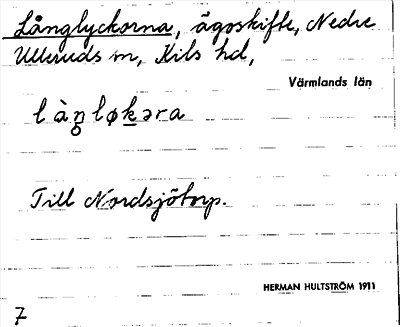 Långlyckorna, ägoskifte, Nedre
Ulleruds sn, Kils hd,
Värmlands län
làŋløkəra
Till Nordsjötorp.
HERMAN HULTSTRÖM 1911
7